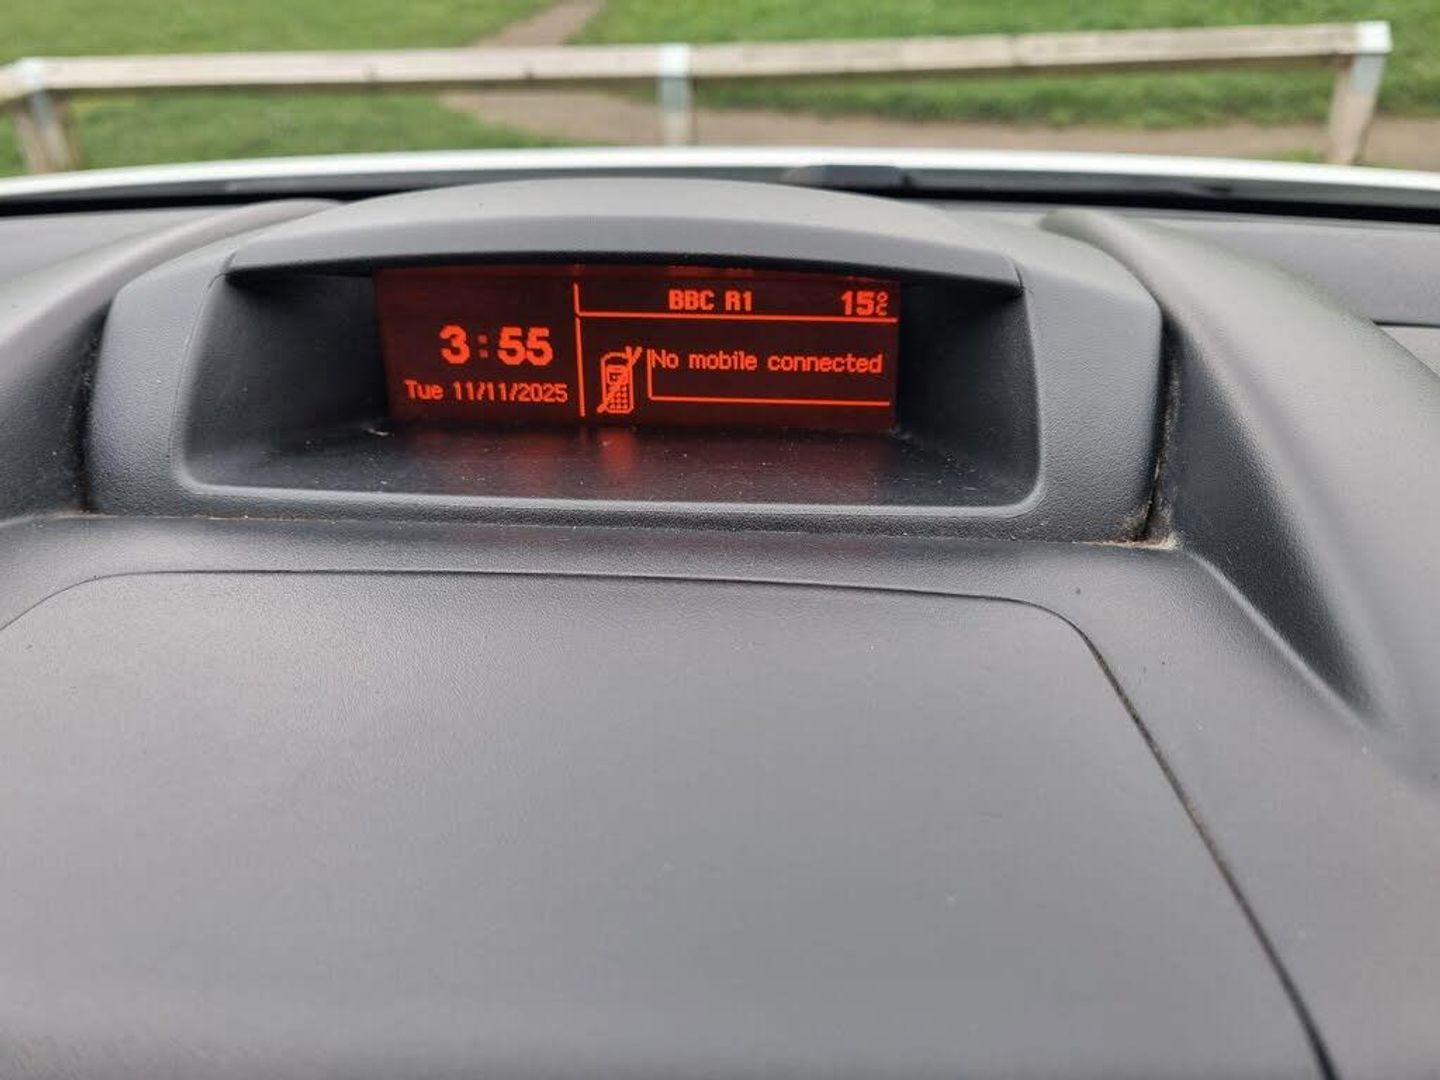 BBC R1 15°C
3:55
No mobile connected
Tue 11/11/2025